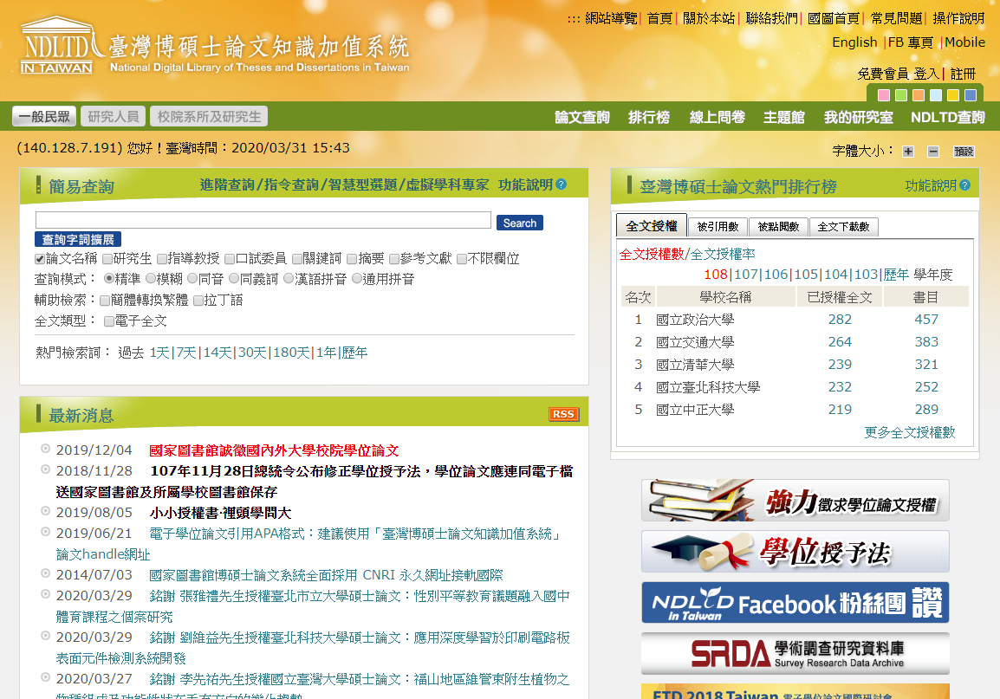 ::: 網站導覽| 首頁| 關於本站| 聯絡我們| 國圖首頁| 常見問題| 操作說明
English |FB 專頁 |Mobile
免費會員 登入| 註冊
NDLTD
IN TAIWAN
臺灣博碩士論文知識加值系統
National Digital Library of Theses and Dissertations in Taiwan
一般民眾 研究人員 校院系所及研究生
論文查詢 排行榜 線上問卷 主題館 我的研究室 NDLTD查詢
(140.128.7.191) 您好！臺灣時間：2020/03/31 15:43
字體大小： + − 預設
簡易查詢 進階查詢/指令查詢/智慧型選題/虛擬學科專家 功能說明 ?
Search
查詢字詞擴展
論文名稱 研究生 指導教授 口試委員 關鍵詞 摘要 參考文獻 不限欄位
查詢模式： 精準 模糊 同音 同義詞 漢語拼音 通用拼音
輔助檢索： 簡體轉換繁體 拉丁語
全文類型： 電子全文
熱門檢索詞： 過去 1天|7天|14天|30天|180天|1年|歷年
最新消息 RSS
2019/12/04 國家圖書館誠徵國內外大學校院學位論文
2018/11/28 107年11月28日總統令公布修正學位授予法，學位論文應連同電子檔
送國家圖書館及所屬學校圖書館保存
2019/08/05 小小授權書‧裡頭學問大
2019/06/21 電子學位論文引用APA格式：建議使用「臺灣博碩士論文知識加值系統」
論文handle網址
2014/07/03 國家圖書館博碩士論文系統全面採用 CNRI 永久網址接軌國際
2020/03/29 銘謝 張雅禮先生授權臺北市立大學碩士論文：性別平等教育議題融入國中
體育課程之個案研究
2020/03/29 銘謝 劉維益先生授權臺北科技大學碩士論文：應用深度學習於印刷電路板
表面元件檢測系統開發
2020/03/27 銘謝 李先祐先生授權國立臺灣大學碩士論文：福山地區維管束附生植物之
臺灣博碩士論文熱門排行榜 功能說明 ?
全文授權 被引用數 被點閱數 全文下載數
全文授權數/全文授權率
108|107|106|105|104|103|歷年 學年度
名次 學校名稱 已授權全文 書目
1 國立政治大學 282 457
2 國立交通大學 264 383
3 國立清華大學 239 321
4 國立臺北科技大學 232 252
5 國立中正大學 219 289
更多全文授權數
強力徵求學位論文授權
學位授予法
NDLTD in Taiwan Facebook 粉絲團 讚
SRDA 學術調查研究資料庫
Survey Research Data Archive
ETD 2018 Taiwan 電子學位論文國際研討會